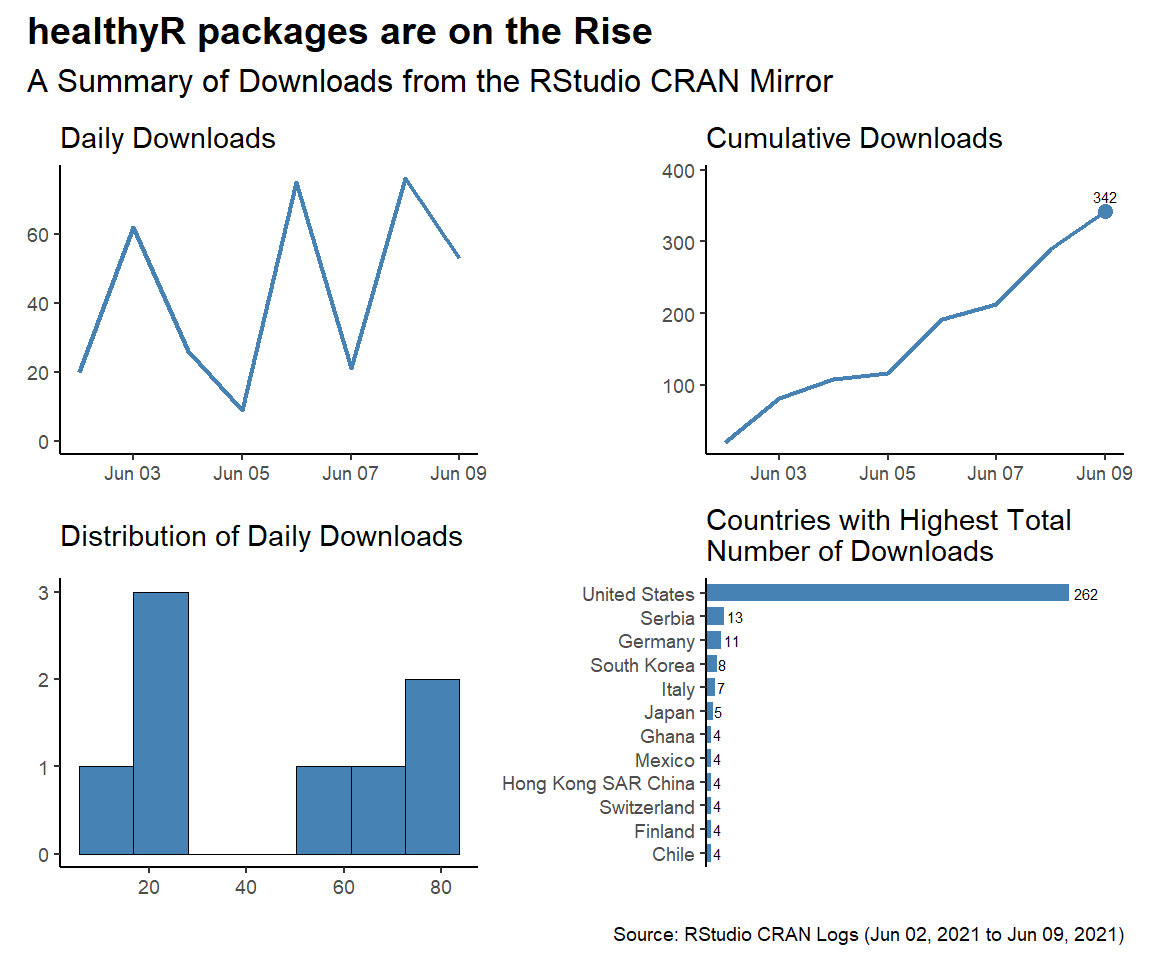 healthyR packages are on the Rise
A Summary of Downloads from the RStudio CRAN Mirror
Daily Downloads
60
40
20
0
Jun 03 Jun 05 Jun 07 Jun 09
Cumulative Downloads
400
300
200
100
342
Jun 03 Jun 05 Jun 07 Jun 09
Distribution of Daily Downloads
3
2
1
0
20 40 60 80
Countries with Highest Total
Number of Downloads
United States 262
Serbia 13
Germany 11
South Korea 8
Italy 7
Japan 5
Ghana 4
Mexico 4
Hong Kong SAR China 4
Switzerland 4
Finland 4
Chile 4
Source: RStudio CRAN Logs (Jun 02, 2021 to Jun 09, 2021)